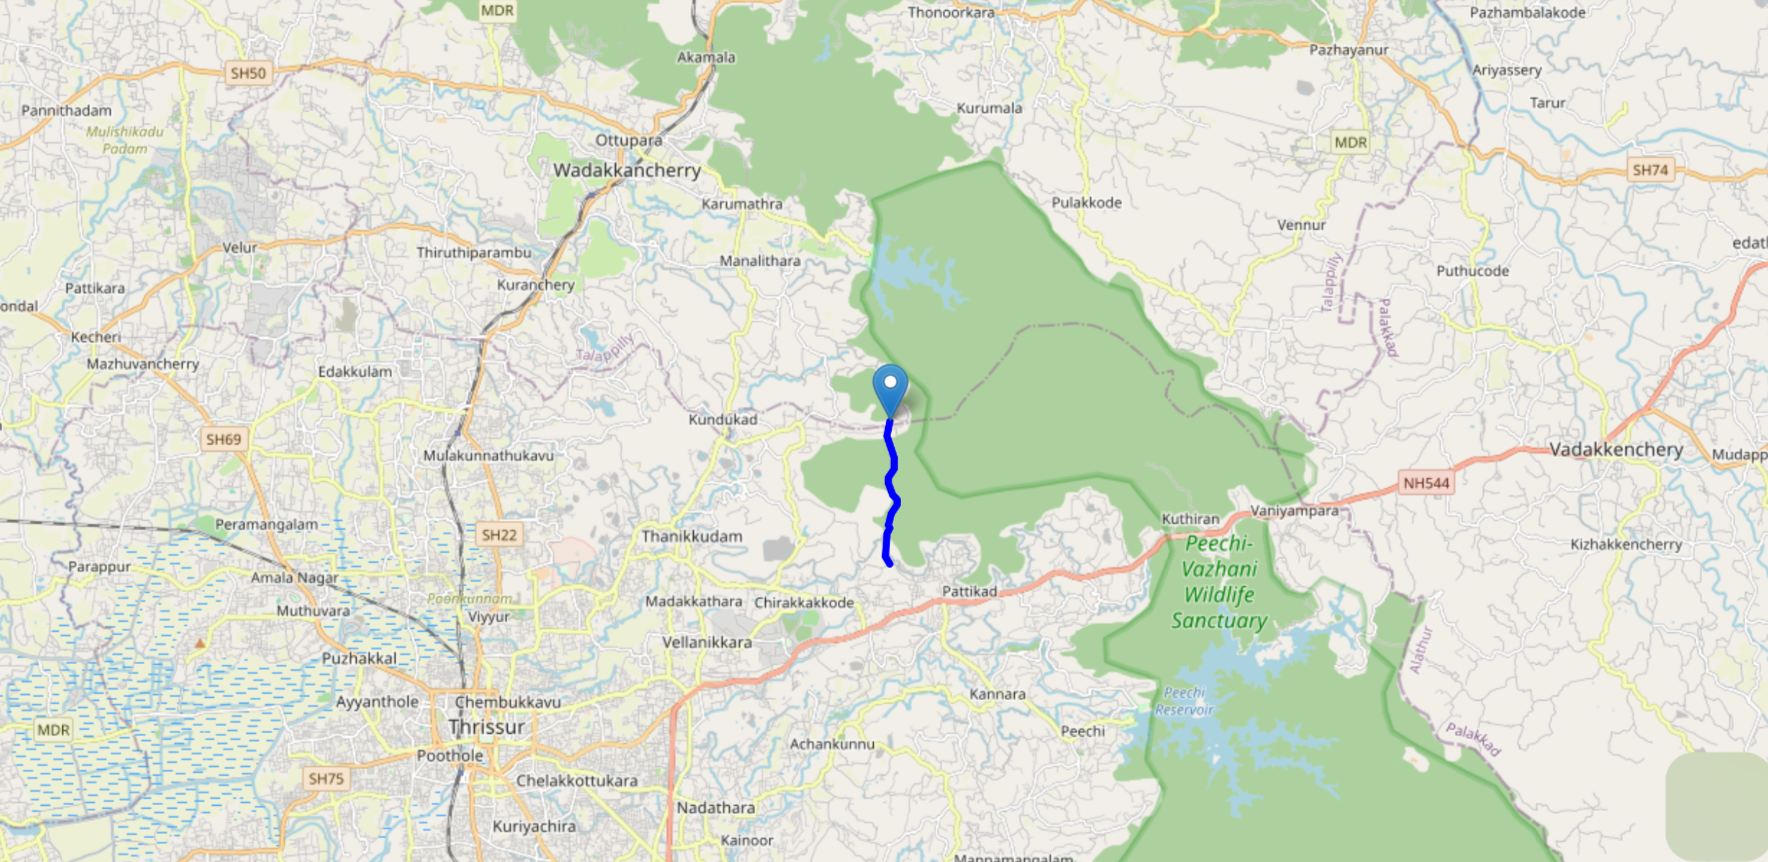 MDR
Thonoorkara
Pazhambalakode
Akamala
Pazhayanur
SH50
Ariyassery
Pannithadam
Kurumala
Tarur
Mulishikadu
Padam
Ottupara
MDR
Wadakkancherry
SH74
Karumathra
Pulakkode
Vennur
Velur
Thiruthiparambu
Manalithara
edatl
Puthucode
Talappilly
Pattikara
Kuranchery
ondal
Palakkad
Kecheri
Talappilly
Mazhuvancherry
Edakkulam
Kundukad
SH69
Mulakunnathukavu
Vadakkenchery
Mudapp
NH544
Vaniyampara
Kuthiran
Peramangalam
SH22
Thanikkudam
Kizhakkencherry
Peechi-
Vazhani
Wildlife
Sanctuary
Parappur
Amala Nagar
Pattikad
Poonkunnam
Madakkathara
Chirakkakkode
Muthuvara
Viyyur
Vellanikkara
Alathur
Puzhakkal
Kannara
Peechi
Reservoir
Ayyanthole
Chembukkavu
MDR
Thrissur
Peechi
Palakkad
Achankunnu
Poothole
SH75
Chelakkottukara
Nadathara
Kuriyachira
Kainoor
Mannamangalam